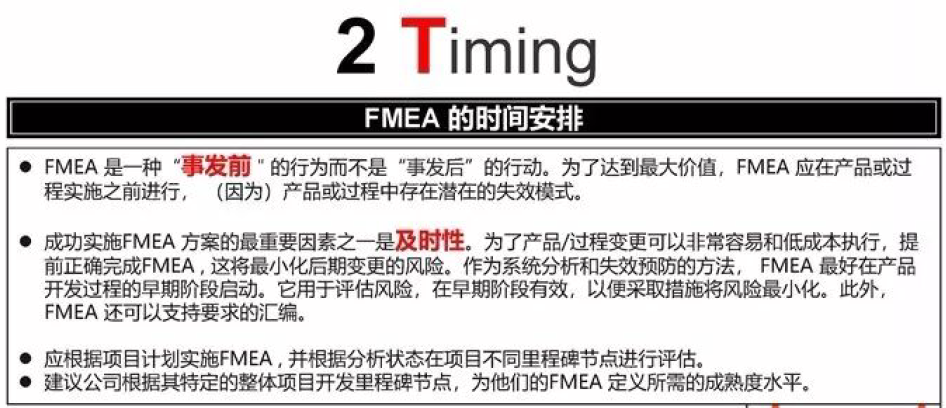 2 Timing
FMEA 的时间安排
● FMEA 是一种“事发前"的行为而不是“事发后”的行动。为了达到最大价值，FMEA 应在产品或过
程实施之前进行，（因为）产品或过程中存在潜在的失效模式。
● 成功实施FMEA 方案的最重要因素之一是及时性。为了产品/过程变更可以非常容易和低成本执行，提
前正确完成FMEA , 这将最小化后期变更的风险。作为系统分析和失效预防的方法， FMEA 最好在产品
开发过程的早期阶段启动。它用于评估风险，在早期阶段有效，以便采取措施将风险最小化。此外，
FMEA 还可以支持要求的汇编。
● 应根据项目计划实施FMEA , 并根据分析状态在项目不同里程碑节点进行评估。
● 建议公司根据其特定的整体项目开发里程碑节点，为他们的FMEA 定义所需的成熟度水平。